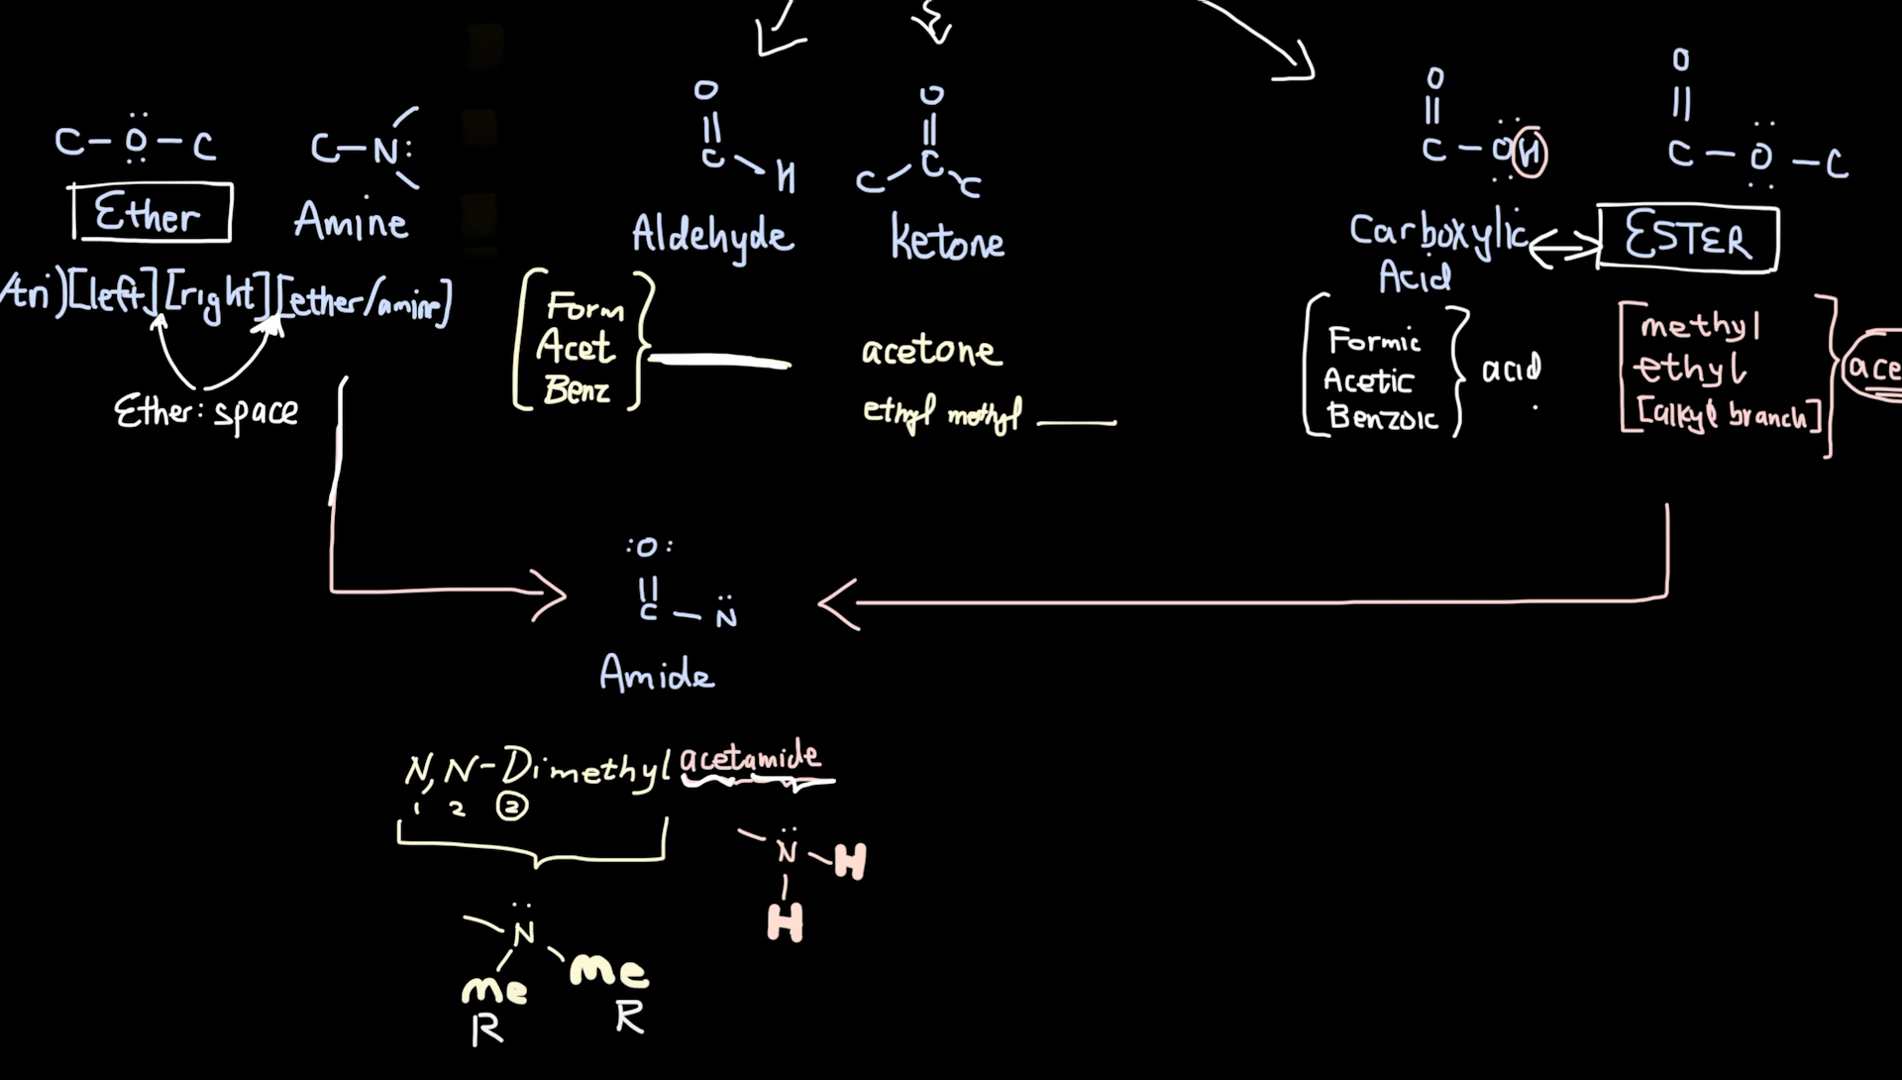 C-O-C
Ether
C-N:
Amine
[left][right][ether/amine]
Ether: space
O
||
C
H
Aldehyde
Form
Acet
Benz
O
||
C C C
ketone
acetone
ethyl methyl ____
O
||
C-OH
Carboxylic
Acid
Formic
Acetic
Benzoic
acid
O
||
C-O-C
ESTER
methyl
ethyl
[alkyl branch]
ace
:O:
||
C-N
Amide
N,N-Dimethyl acetamide
1 2 2
N-H
H
N
Me Me
R R